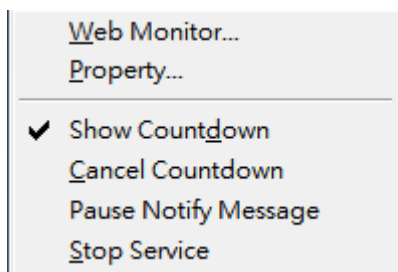 Web Monitor...
Property...
Show Countdown
Cancel Countdown
Pause Notify Message
Stop Service